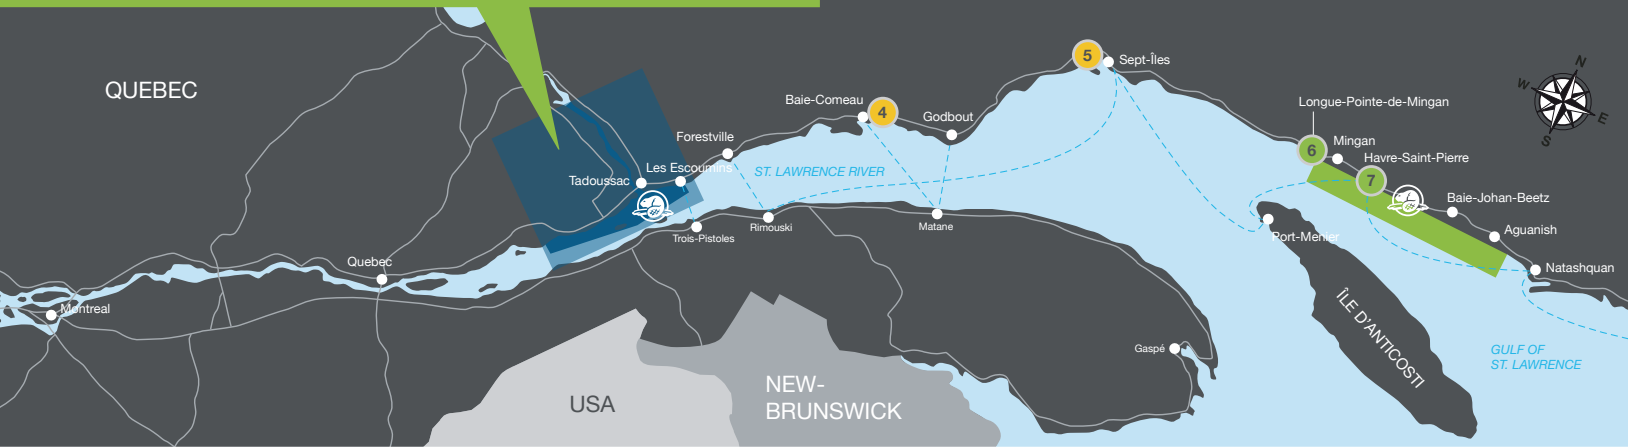 QUEBEC
5
Sept-Îles
N
W
E
S
Baie-Comeau
4
Godbout
Longue-Pointe-de-Mingan
Forestville
6
Mingan
Havre-Saint-Pierre
Les Escoumins
ST. LAWRENCE RIVER
Tadoussac
7
Baie-Johan-Beetz
Trois-Pistoles
Rimouski
Matane
Port-Menier
Aguanish
Quebec
Natashquan
Montreal
ÎLE D'ANTICOSTI
Gaspé
GULF OF
ST. LAWRENCE
USA
NEW-
BRUNSWICK